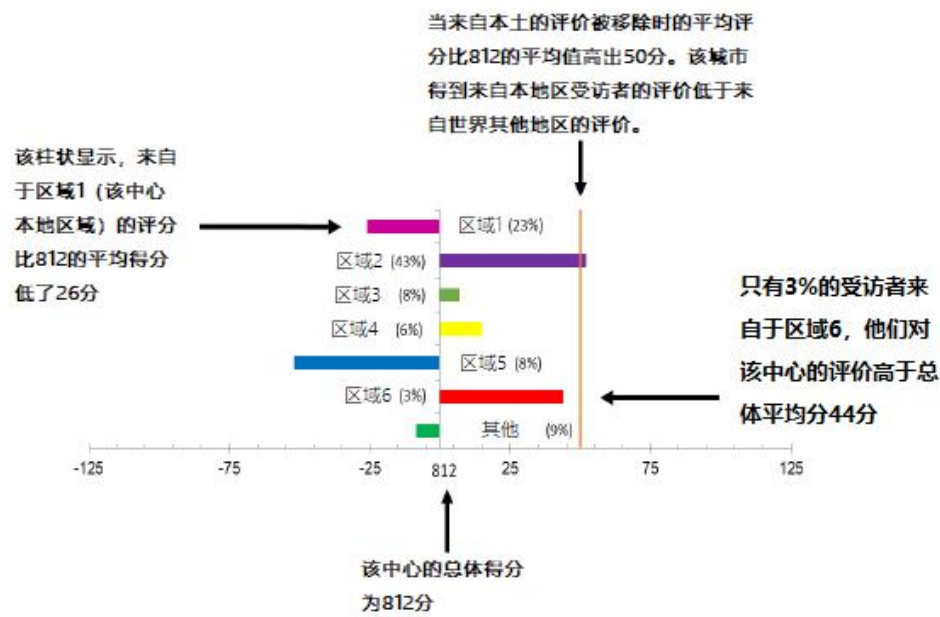 当来自本土的评价被移除时的平均评
分比812的平均值高出50分。该城市
得到来自本地区受访者的评价低于来
自世界其他地区的评价。
该柱状显示，来自
于区域1（该中心
本地区域）的评分
比812的平均得分
低了26分
区域1 (23%)
区域2 (43%)
区域3 (8%)
区域4 (6%)
区域5 (8%)
区域6 (3%)
其他 (9%)
只有3%的受访者来
自于区域6，他们对
该中心的评价高于总
体平均分44分
-125 -75 -25 812 25 75 125
该中心的总体得分
为812分